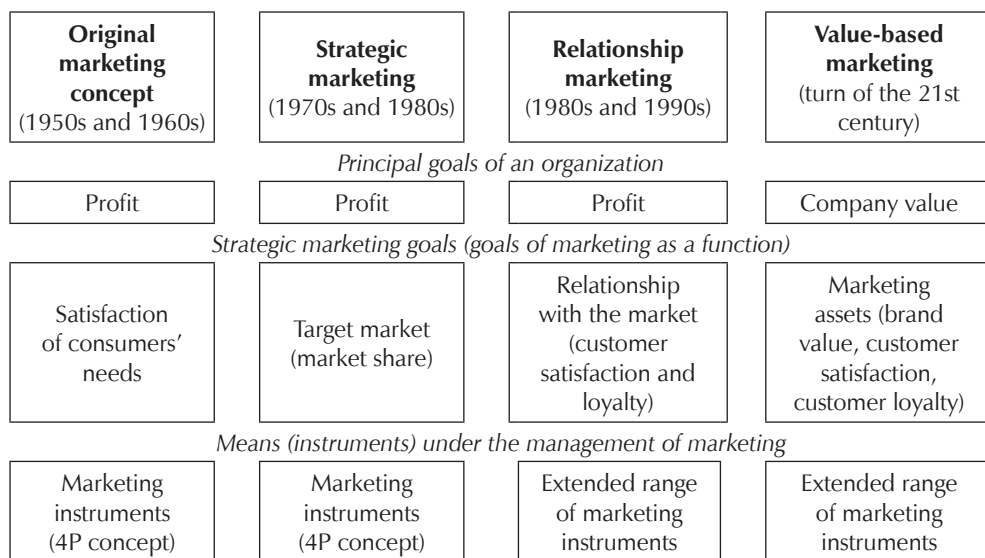 Original
marketing
concept
(1950s and 1960s)
Strategic
marketing
(1970s and 1980s)
Relationship
marketing
(1980s and 1990s)
Value-based
marketing
(turn of the 21st
century)
Principal goals of an organization
Profit
Profit
Profit
Company value
Strategic marketing goals (goals of marketing as a function)
Satisfaction
of consumers’
needs
Target market
(market share)
Relationship
with the market
(customer
satisfaction and
loyalty)
Marketing
assets (brand
value, customer
satisfaction,
customer loyalty)
Means (instruments) under the management of marketing
Marketing
instruments
(4P concept)
Marketing
instruments
(4P concept)
Extended range
of marketing
instruments
Extended range
of marketing
instruments